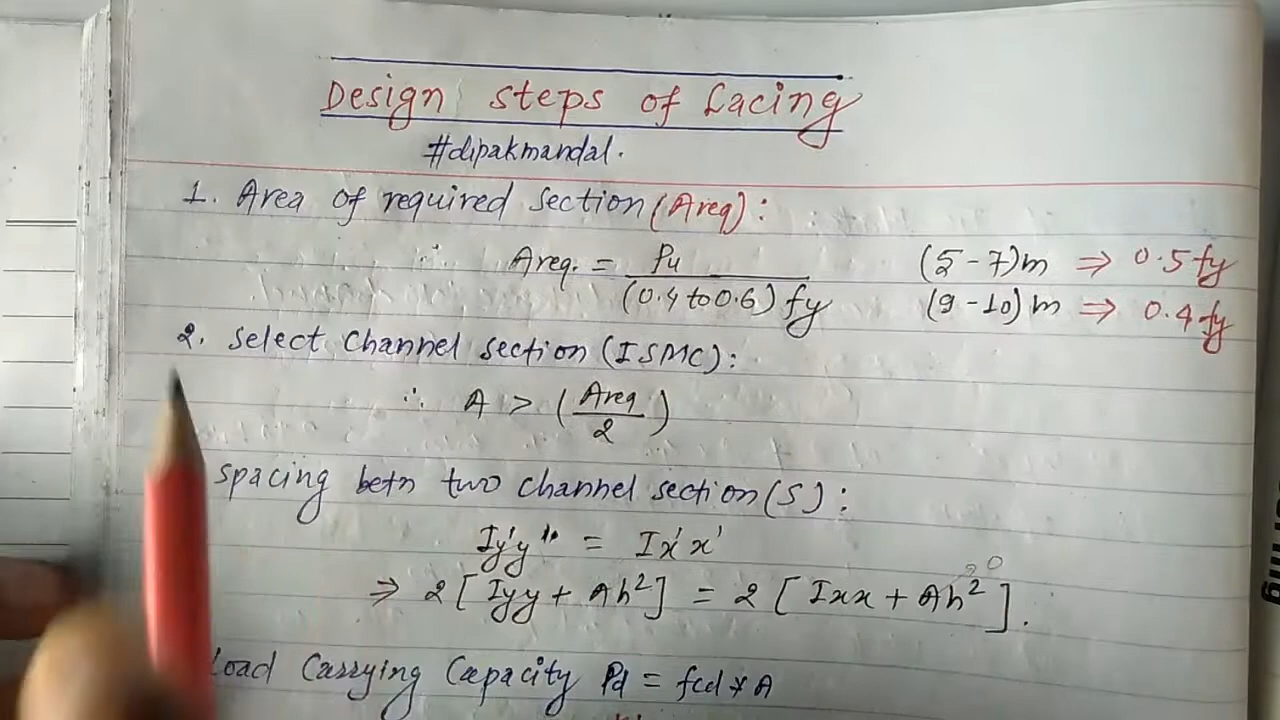 Design steps of Lacing
#dipakmandal.
1. Area of required section (Areq) :
∴ Areq. = Pu / (0.4 to 0.6) fy
(5-7)m ⇒ 0.5 fy
(9-10)m ⇒ 0.4 fy
2. Select Channel section (ISMC) :
∴ A > (Areq / 2)
spacing betn two channel section (S) :
Iy'y' = Ix'x'
⇒ 2 [ Iyy + Ah² ] = 2 [ Ixx + Ah² ] .
0
Load Carrying Capacity Pd = fcd * A